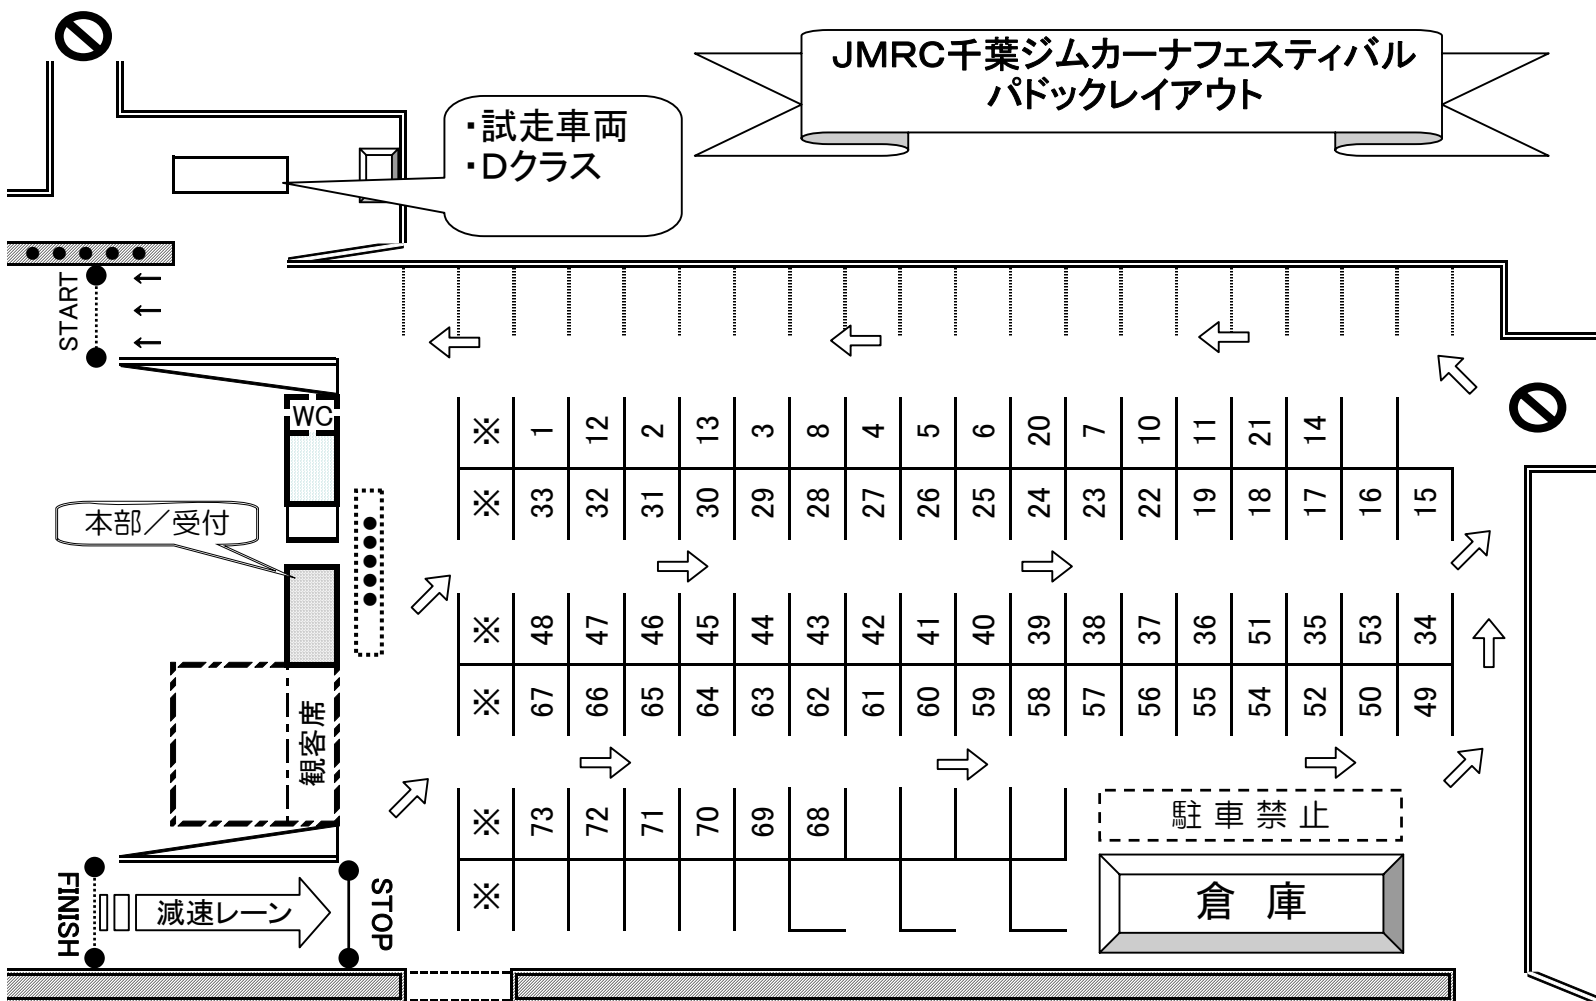 JMRC千葉ジムカーナフェスティバル
パドックレイアウト
・試走車両
・Dクラス
START
WC
本部／受付
観客席
※ 1 12 2 13 3 8 4 5 6 20 7 10 11 21 14
※ 33 32 31 30 29 28 27 26 25 24 23 22 19 18 17 16 15
※ 48 47 46 45 44 43 42 41 40 39 38 37 36 51 35 53 34
※ 67 66 65 64 63 62 61 60 59 58 57 56 55 54 52 50 49
※ 73 72 71 70 69 68
※
駐車禁止
倉庫
FINISH
減速レーン
STOP